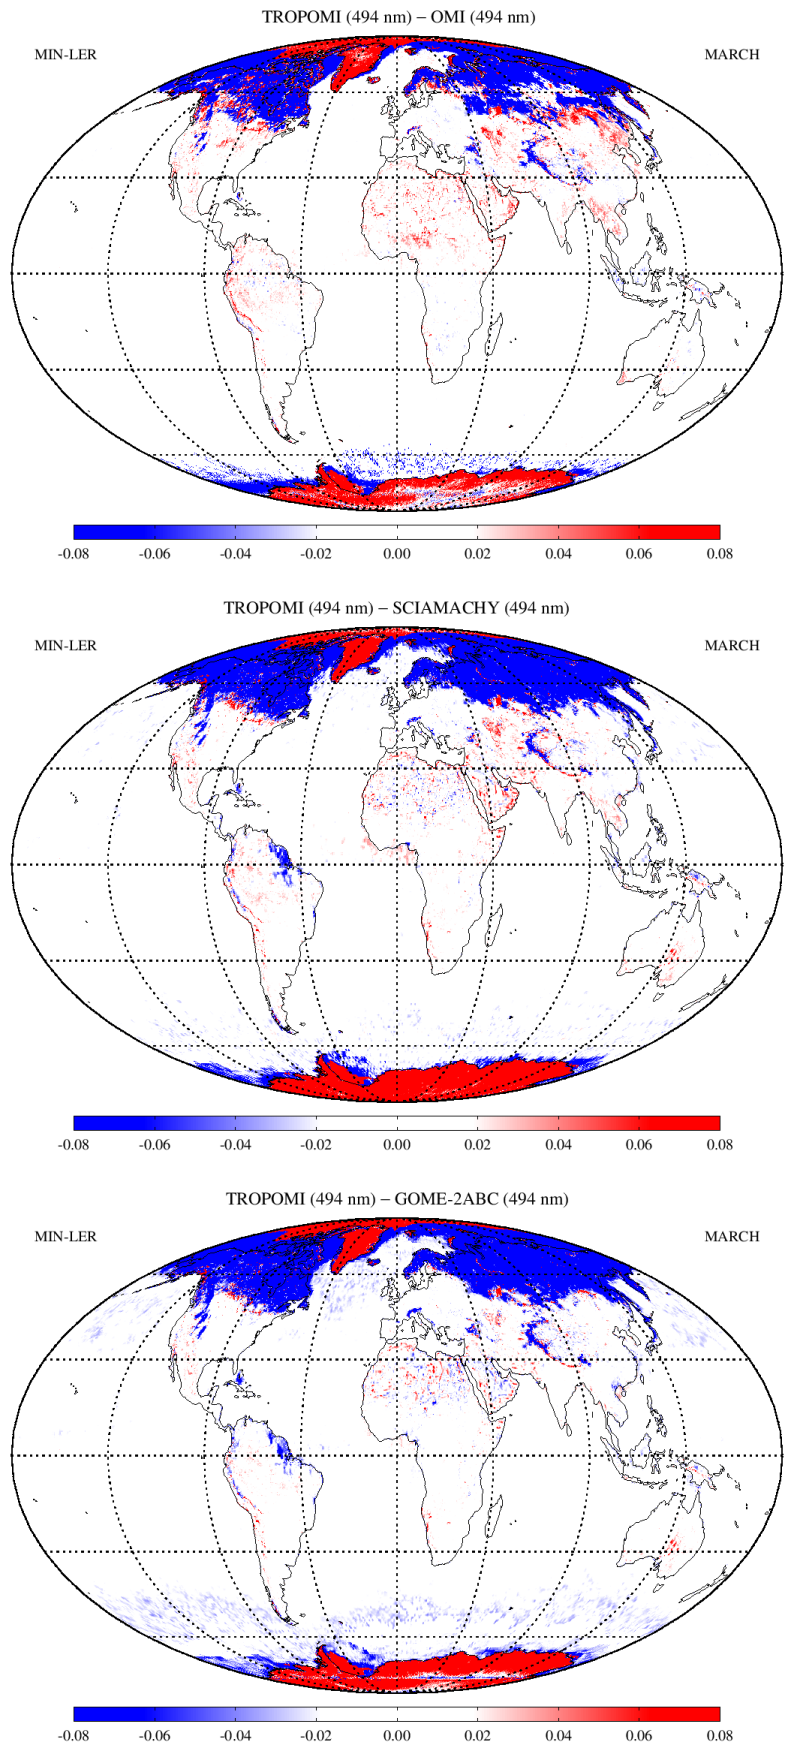 TROPOMI (494 nm) − OMI (494 nm)
MIN-LER MARCH
-0.08 -0.06 -0.04 -0.02 0.00 0.02 0.04 0.06 0.08
TROPOMI (494 nm) − SCIAMACHY (494 nm)
MIN-LER MARCH
-0.08 -0.06 -0.04 -0.02 0.00 0.02 0.04 0.06 0.08
TROPOMI (494 nm) − GOME-2ABC (494 nm)
MIN-LER MARCH
-0.08 -0.06 -0.04 -0.02 0.00 0.02 0.04 0.06 0.08